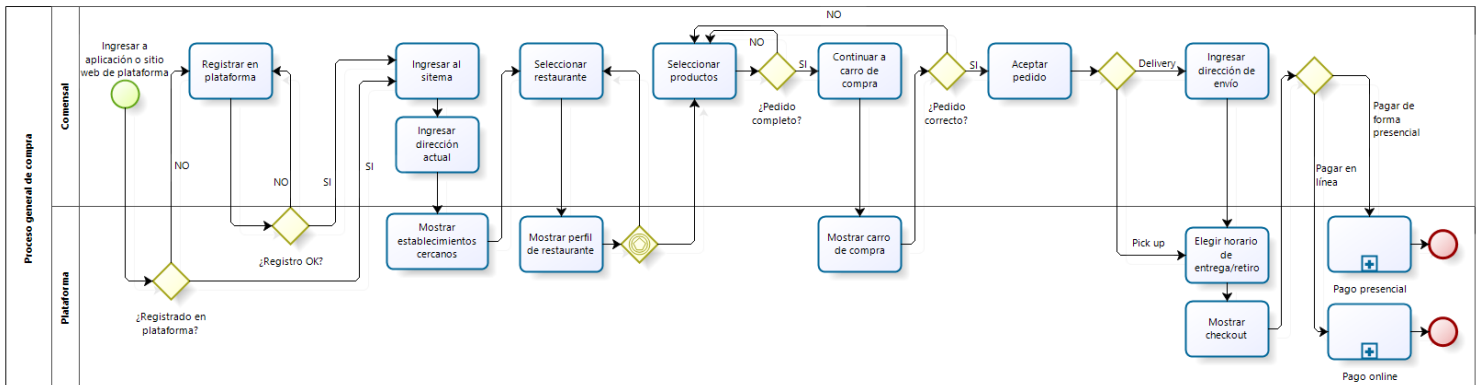 Proceso general de compra
Comensal
Ingresar a
aplicación o sitio
web de plataforma
Registrar en
plataforma
NO
NO
SI
SI
¿Registro OK?
¿Registrado en
plataforma?
Ingresar al
sitema
Ingresar
dirección
actual
Mostrar
establecimientos
cercanos
Seleccionar
restaurante
Mostrar perfil
de restaurante
Seleccionar
productos
NO
NO
SI
¿Pedido
completo?
Continuar a
carro de
compra
Mostrar carro
de compra
¿Pedido
correcto?
SI
Aceptar
pedido
Delivery
Pick up
Ingresar
dirección de
envío
Elegir horario
de
entrega/retiro
Mostrar
checkout
Pagar de
forma
presencial
Pagar en
línea
Plataforma
Pago presencial
Pago online